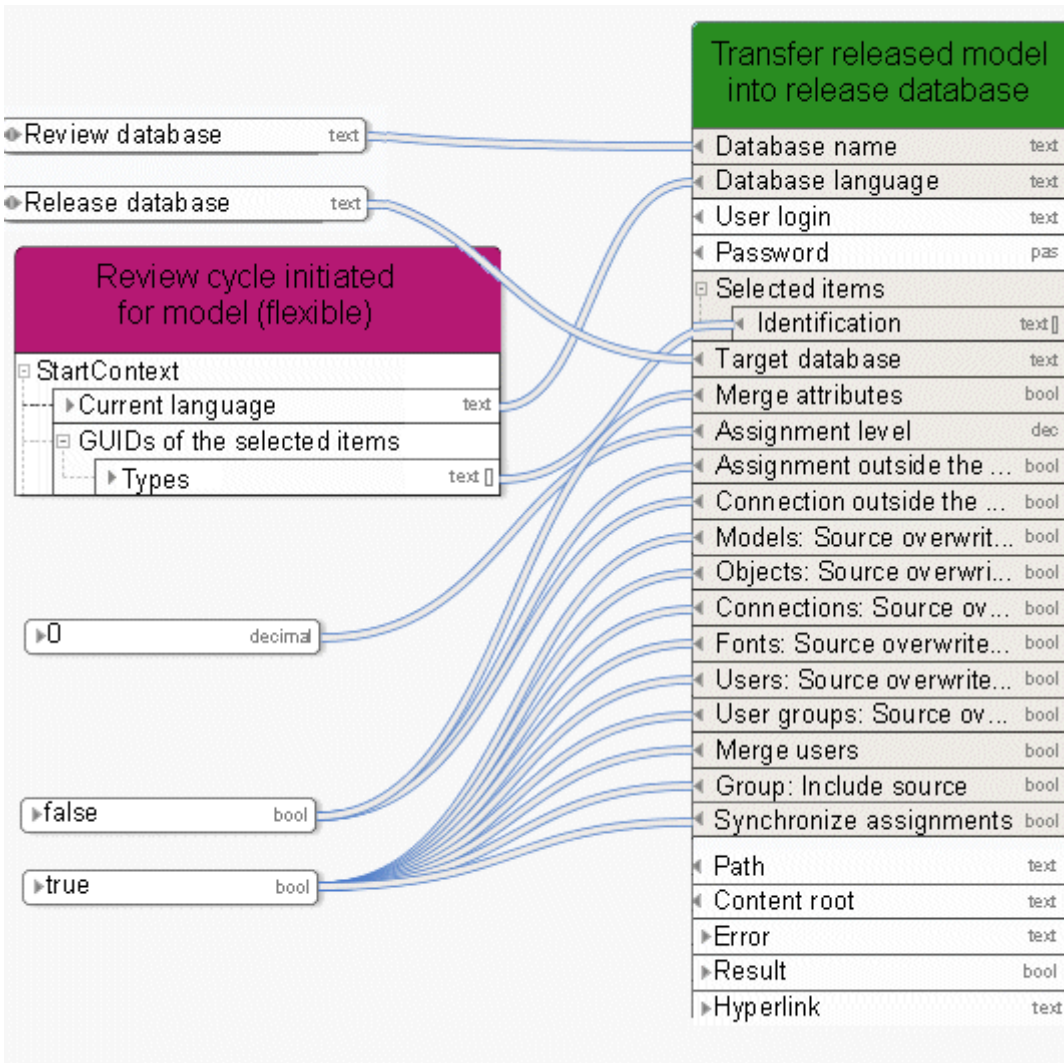 Review database text
Release database text
Review cycle initiated
for model (flexible)
StartContext
Current language text
GUIDs of the selected items
Types text []
0 decimal
false bool
true bool
Transfer released model
into release database
Database name text
Database language text
User login text
Password pas
Selected items
Identification text[]
Target database text
Merge attributes bool
Assignment level dec
Assignment outside the ... bool
Connection outside the ... bool
Models: Source overwrit... bool
Objects: Source overwri... bool
Connections: Source ov... bool
Fonts: Source overwrite... bool
Users: Source overwrite... bool
User groups: Source ov... bool
Merge users bool
Group: Include source bool
Synchronize assignments bool
Path text
Content root text
Error text
Result bool
Hyperlink text